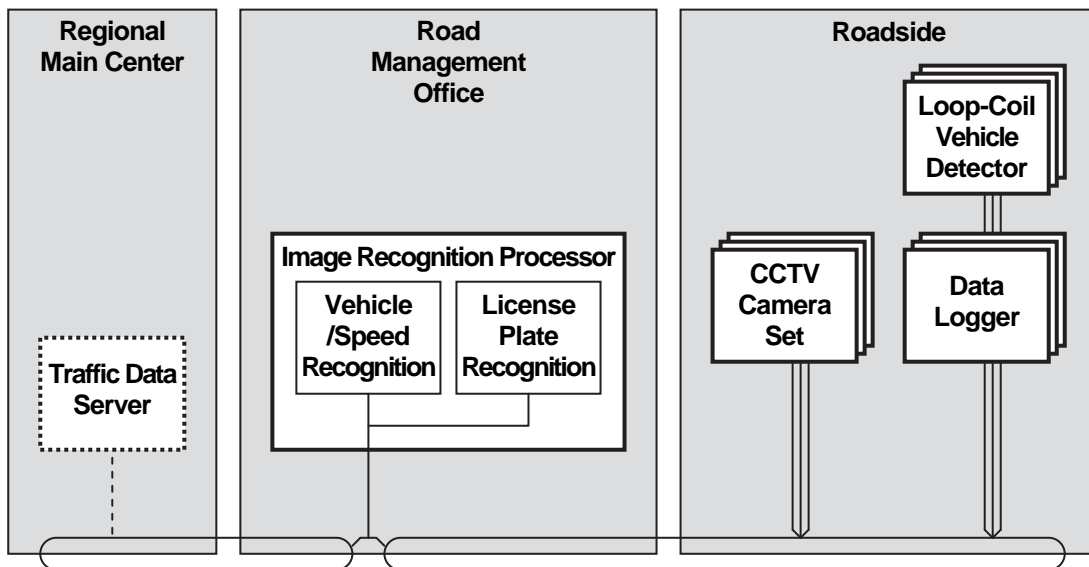 Regional
Main Center
Road
Management
Office
Roadside
Loop-Coil
Vehicle
Detector
Image Recognition Processor
Vehicle
/Speed
Recognition
License
Plate
Recognition
CCTV
Camera
Set
Data
Logger
Traffic Data
Server